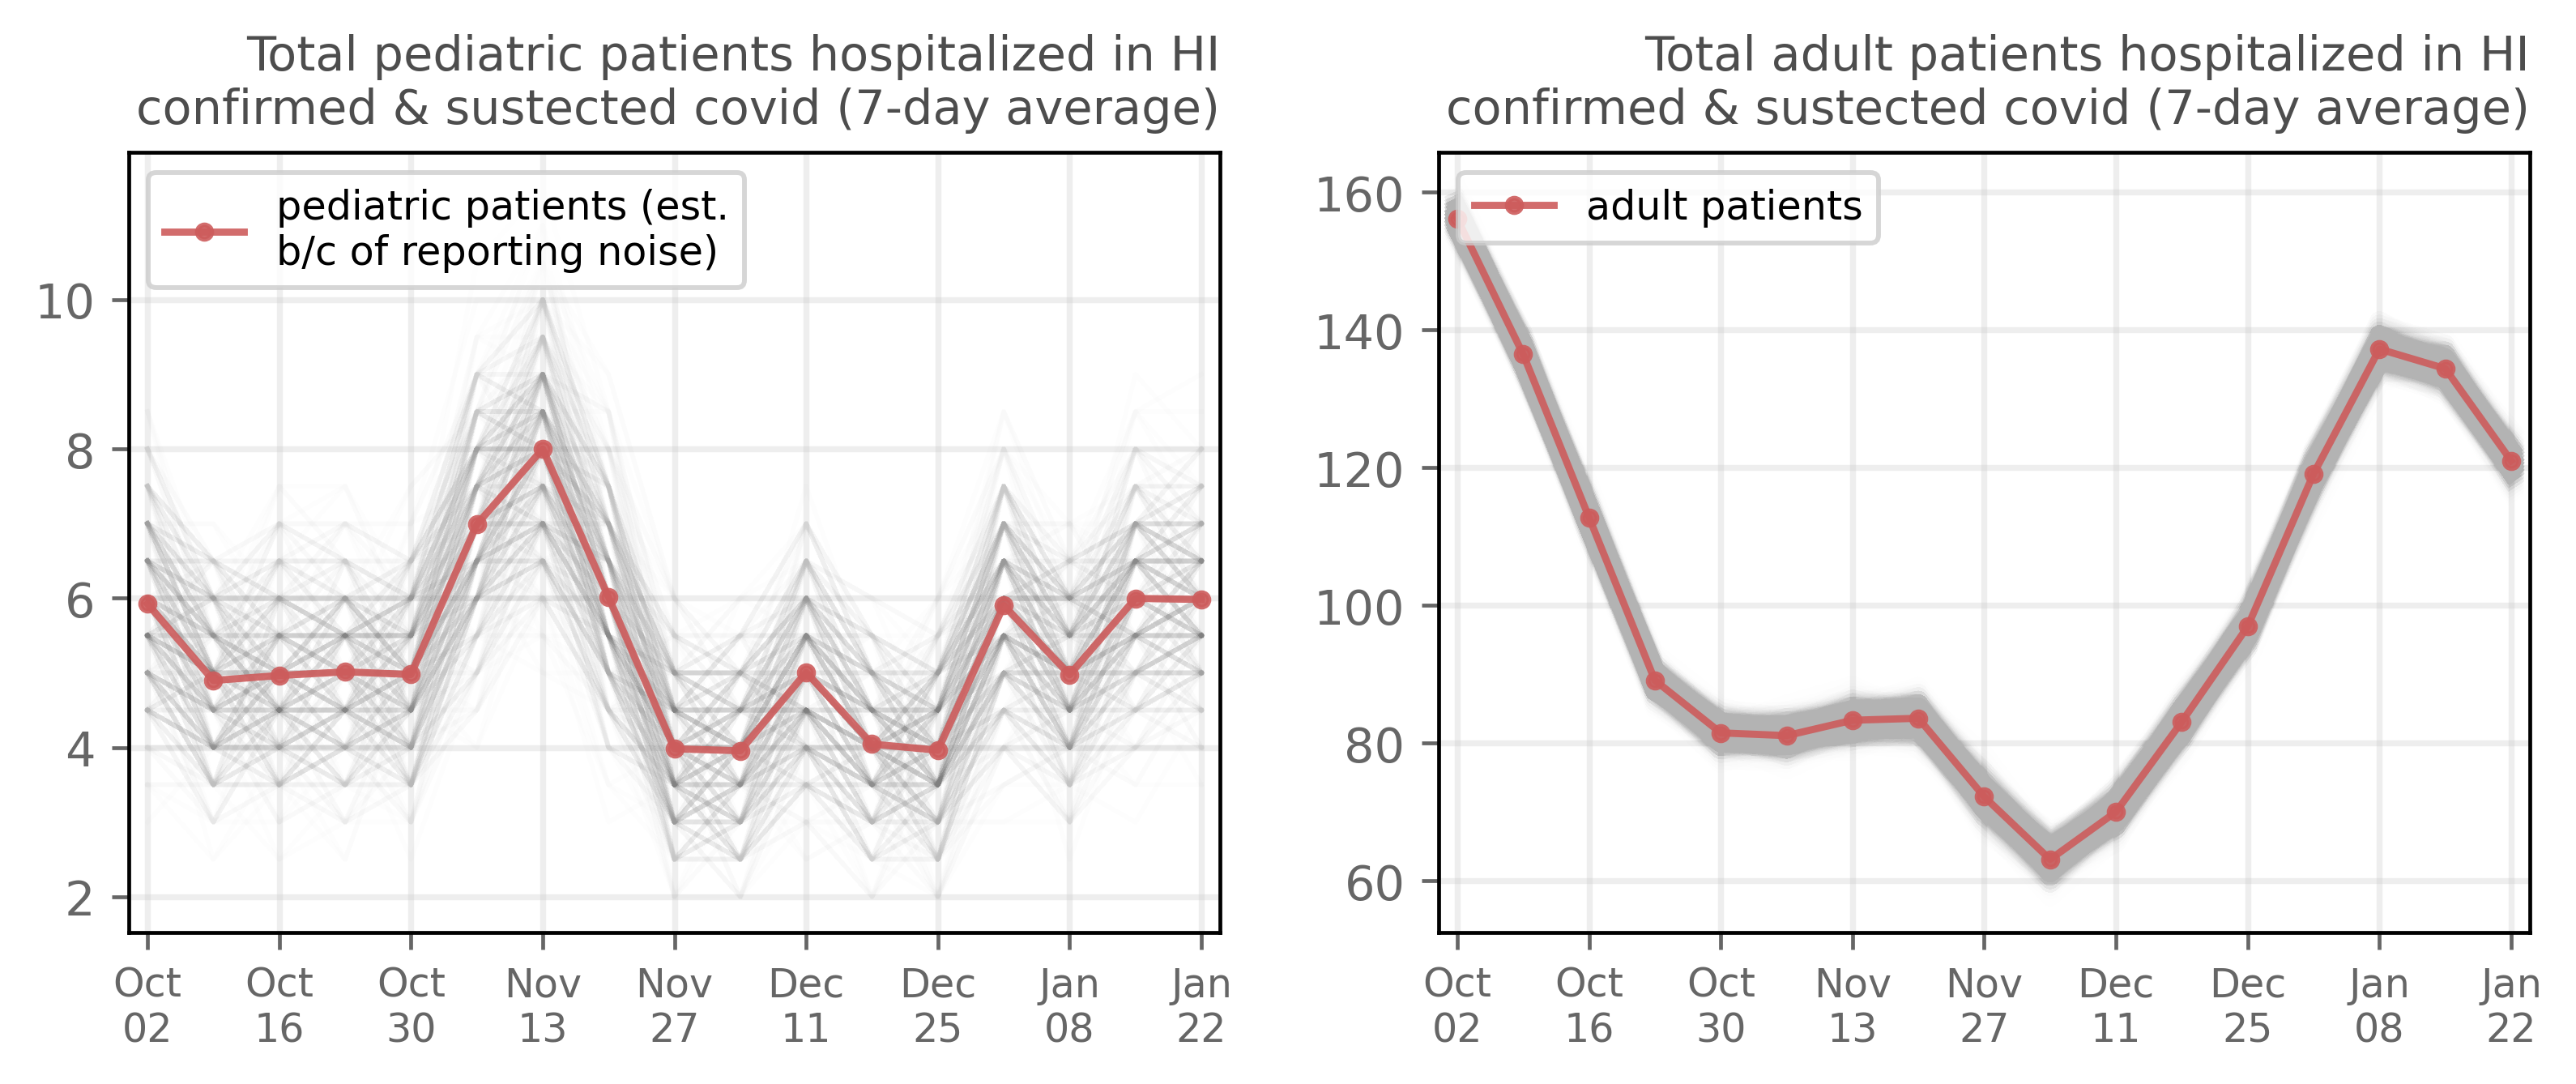 Total pediatric patients hospitalized in HI
confirmed & sustected covid (7-day average)
pediatric patients (est.
b/c of reporting noise)
10
8
6
4
2
Oct Oct Oct Nov Nov Dec Dec Jan Jan
02 16 30 13 27 11 25 08 22
Total adult patients hospitalized in HI
confirmed & sustected covid (7-day average)
adult patients
160
140
120
100
80
60
Oct Oct Oct Nov Nov Dec Dec Jan Jan
02 16 30 13 27 11 25 08 22